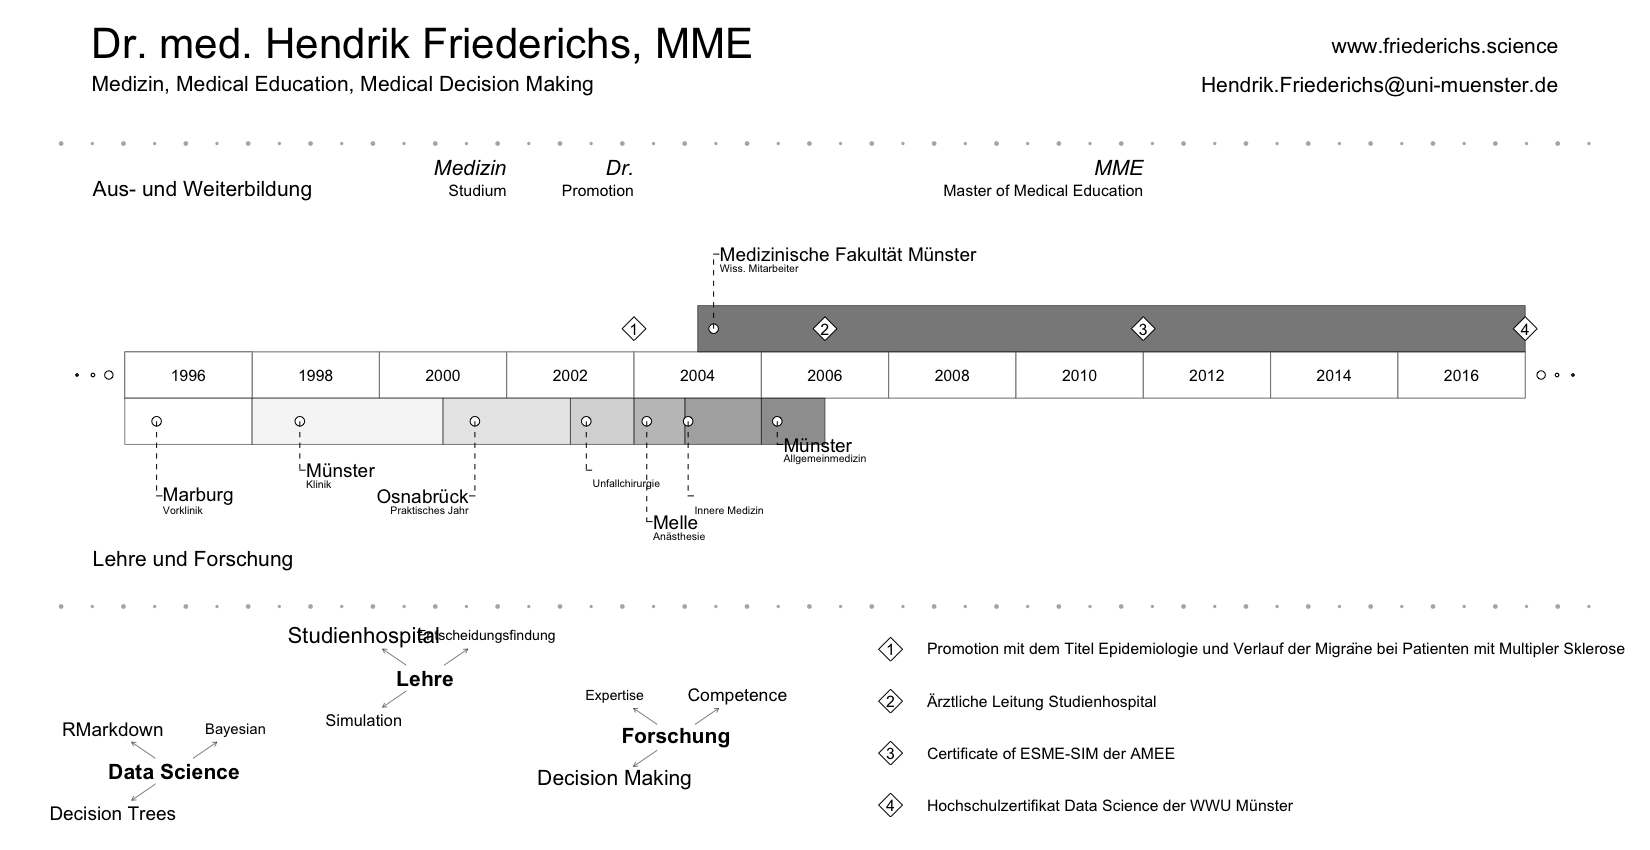 Dr. med. Hendrik Friederichs, MME
www.friederichs.science
Medizin, Medical Education, Medical Decision Making
Hendrik.Friederichs@uni-muenster.de
Medizin
Dr.
MME
Aus- und Weiterbildung
Studium
Promotion
Master of Medical Education
Medizinische Fakultät Münster
Wiss. Mitarbeiter
1
2
3
4
1996
1998
2000
2002
2004
2006
2008
2010
2012
2014
2016
Münster
Allgemeinmedizin
Münster
Klinik
Unfallchirurgie
Marburg
Vorklinik
Osnabrück
Praktisches Jahr
Innere Medizin
Melle
Anästhesie
Lehre und Forschung
Studienhospital
Entscheidungsfindung
Lehre
Simulation
Expertise
Competence
Forschung
Decision Making
RMarkdown
Bayesian
Data Science
Decision Trees
1 Promotion mit dem Titel Epidemiologie und Verlauf der Migräne bei Patienten mit Multipler Sklerose
2 Ärztliche Leitung Studienhospital
3 Certificate of ESME-SIM der AMEE
4 Hochschulzertifikat Data Science der WWU Münster